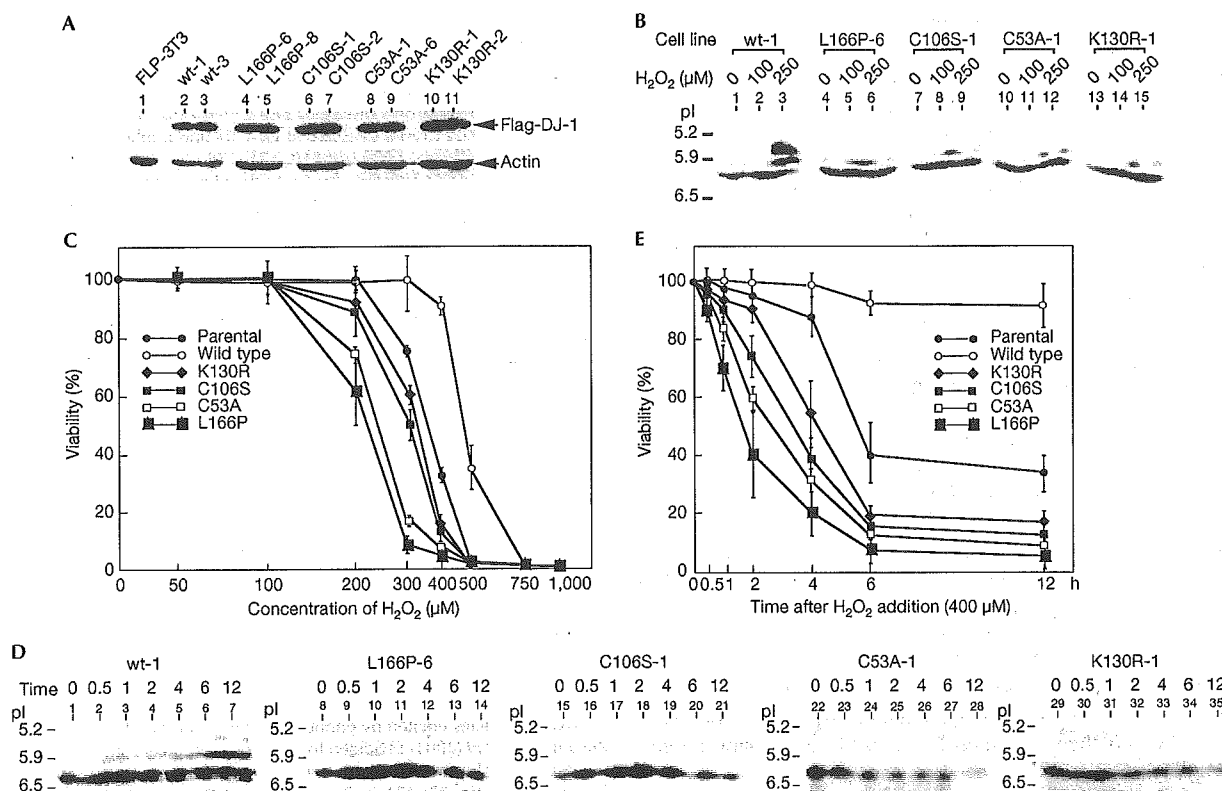 A
FLP-3T3
wt-1
wt-3
L166P-6
L166P-8
C106S-1
C106S-2
C53A-1
C53A-6
K130R-1
K130R-2
1 2 3 4 5 6 7 8 9 10 11
Flag-DJ-1
Actin
B
Cell line wt-1 L166P-6 C106S-1 C53A-1 K130R-1
H2O2 (µM) 0 100 250 0 100 250 0 100 250 0 100 250 0 100 250
1 2 3 4 5 6 7 8 9 10 11 12 13 14 15
pI
5.2
5.9
6.5
C
100
80
60
40
20
0
Viability (%)
Parental
Wild type
K130R
C106S
C53A
L166P
0 50 100 200 300 400 500 750 1,000
Concentration of H2O2 (µM)
E
100
80
60
40
20
0
Viability (%)
Parental
Wild type
K130R
C106S
C53A
L166P
0 0.5 1 2 4 6 12 h
Time after H2O2 addition (400 µM)
D
wt-1 L166P-6 C106S-1 C53A-1 K130R-1
Time 0 0.5 1 2 4 6 12 0 0.5 1 2 4 6 12 0 0.5 1 2 4 6 12 0 0.5 1 2 4 6 12 0 0.5 1 2 4 6 12
pI 1 2 3 4 5 6 7 pI 8 9 10 11 12 13 14 pI 15 16 17 18 19 20 21 pI 22 23 24 25 26 27 28 pI 29 30 31 32 33 34 35
5.2 5.2 5.2 5.2 5.2
5.9 5.9 5.9 5.9 5.9
6.5 6.5 6.5 6.5 6.5